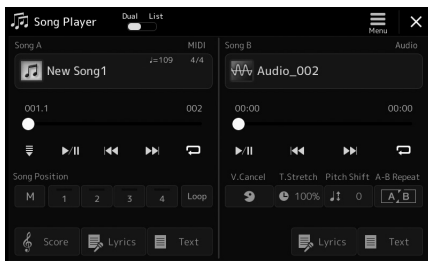 Song Player Dual List Menu
Song A MIDI
New Song1 ♩=109 4/4
001.1 002
Song Position
M 1 2 3 4 Loop
Score Lyrics Text
Song B Audio
Audio_002
00:00 00:00
V.Cancel T.Stretch Pitch Shift A-B Repeat
100% 0 A B
Lyrics Text